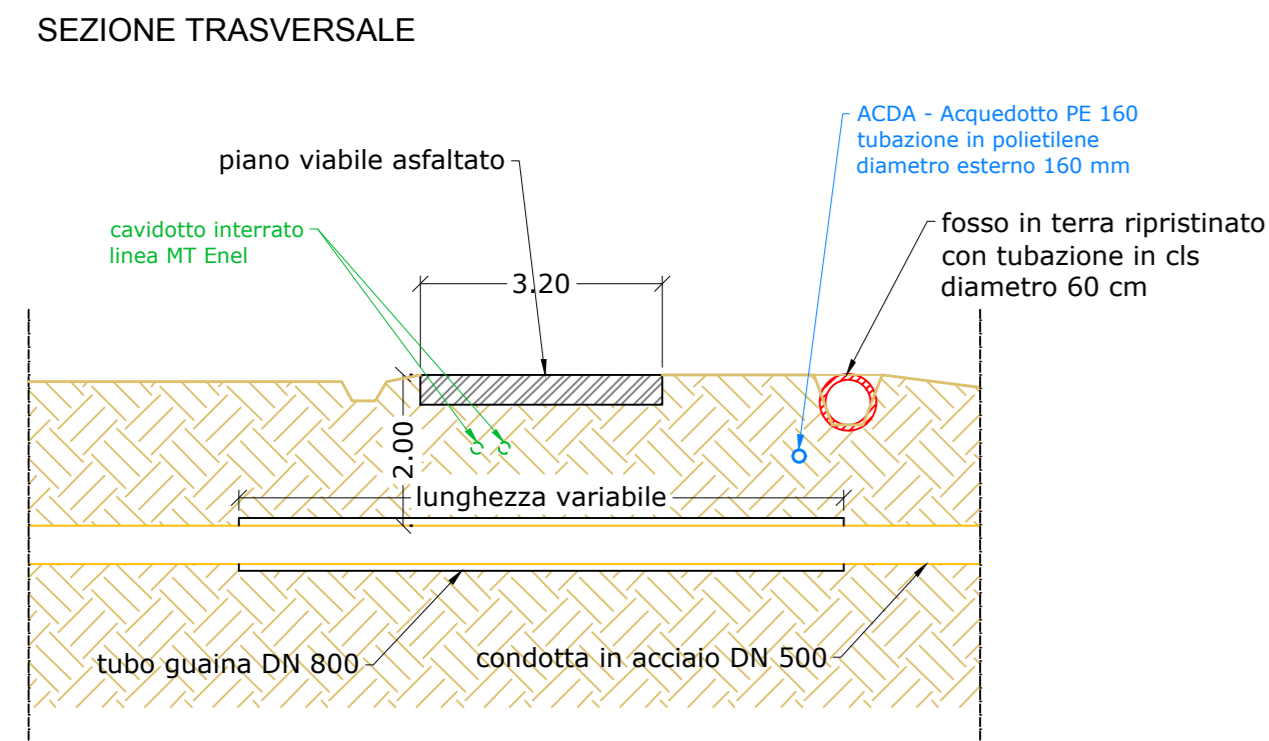 SEZIONE TRASVERSALE
ACDA - Acquedotto PE 160
tubazione in polietilene
diametro esterno 160 mm
piano viabile asfaltato
cavidotto interrato
linea MT Enel
fosso in terra ripristinato
con tubazione in cls
diametro 60 cm
3.20
2.00
lunghezza variabile
tubo guaina DN 800
condotta in acciaio DN 500